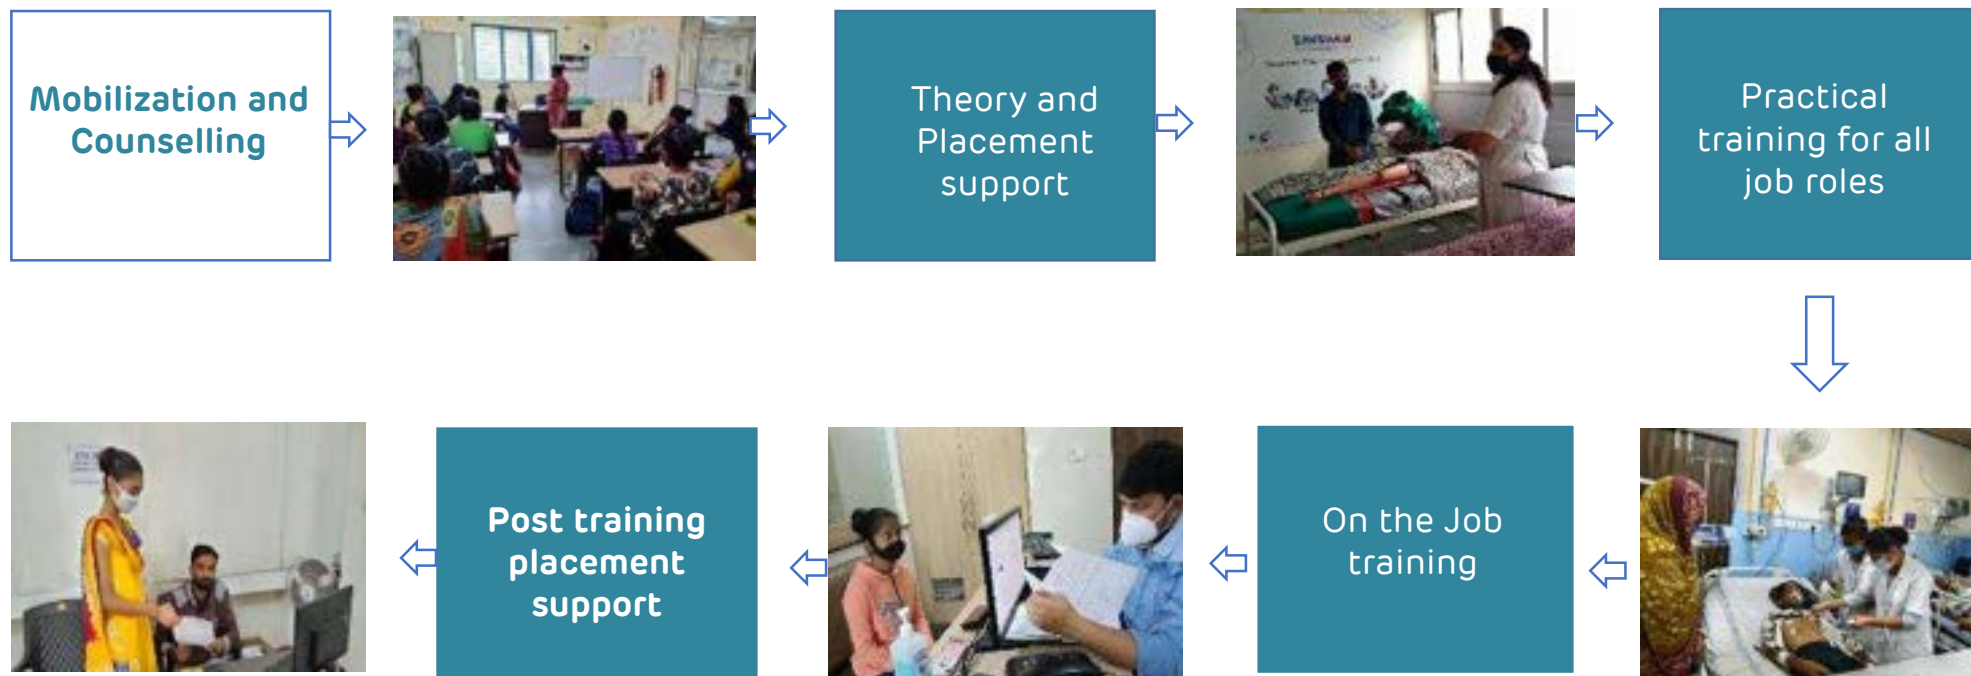 Mobilization and
Counselling
Theory and
Placement
support
Practical
training for all
job roles
On the Job
training
Post training
placement
support